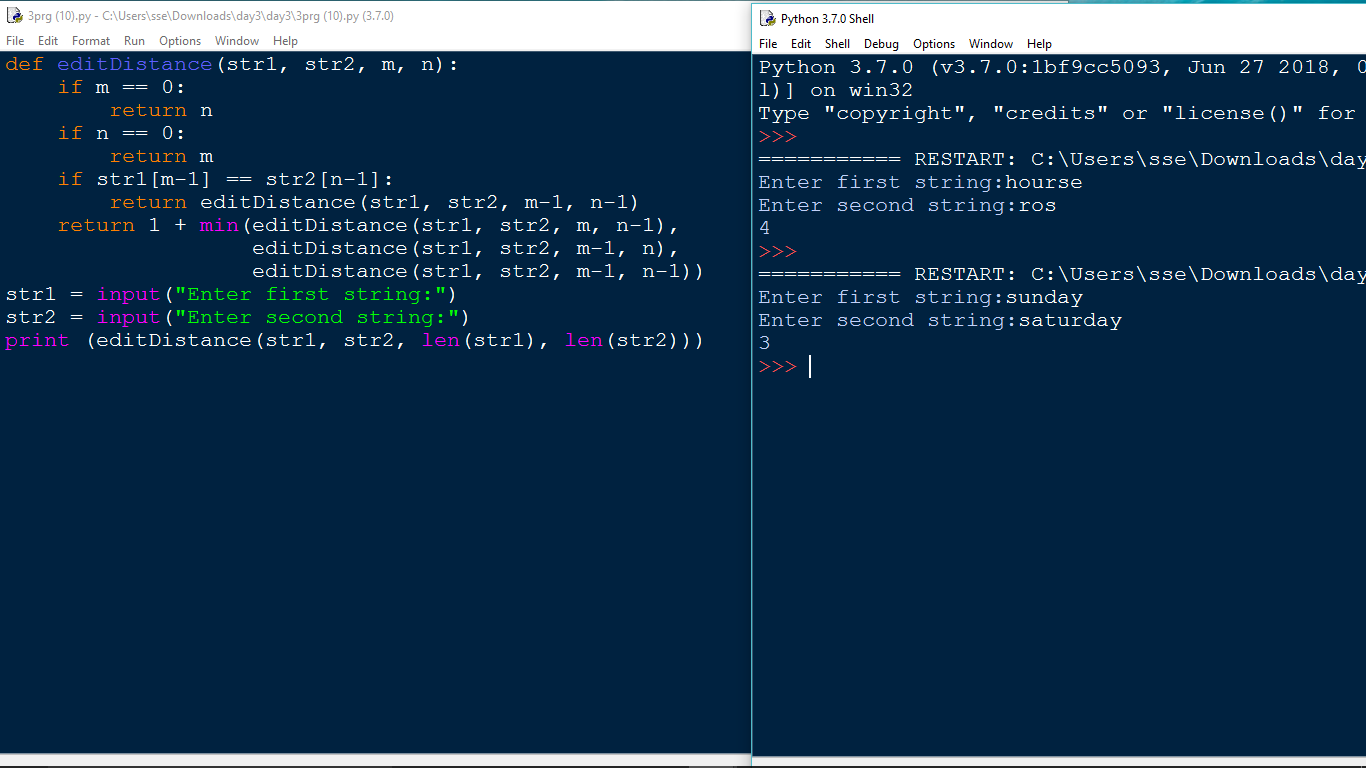 3prg (10).py - C:\Users\sse\Downloads\day3\day3\3prg (10).py (3.7.0)
File Edit Format Run Options Window Help
def editDistance(str1, str2, m, n):
    if m == 0:
        return n
    if n == 0:
        return m
    if str1[m-1] == str2[n-1]:
        return editDistance(str1, str2, m-1, n-1)
    return 1 + min(editDistance(str1, str2, m, n-1),
                   editDistance(str1, str2, m-1, n),
                   editDistance(str1, str2, m-1, n-1))
str1 = input("Enter first string:")
str2 = input("Enter second string:")
print (editDistance(str1, str2, len(str1), len(str2)))
Python 3.7.0 Shell
File Edit Shell Debug Options Window Help
Python 3.7.0 (v3.7.0:1bf9cc5093, Jun 27 2018, 0
l)] on win32
Type "copyright", "credits" or "license()" for
>>>
=========== RESTART: C:\Users\sse\Downloads\day
Enter first string:hourse
Enter second string:ros
4
>>>
=========== RESTART: C:\Users\sse\Downloads\day
Enter first string:sunday
Enter second string:saturday
3
>>>